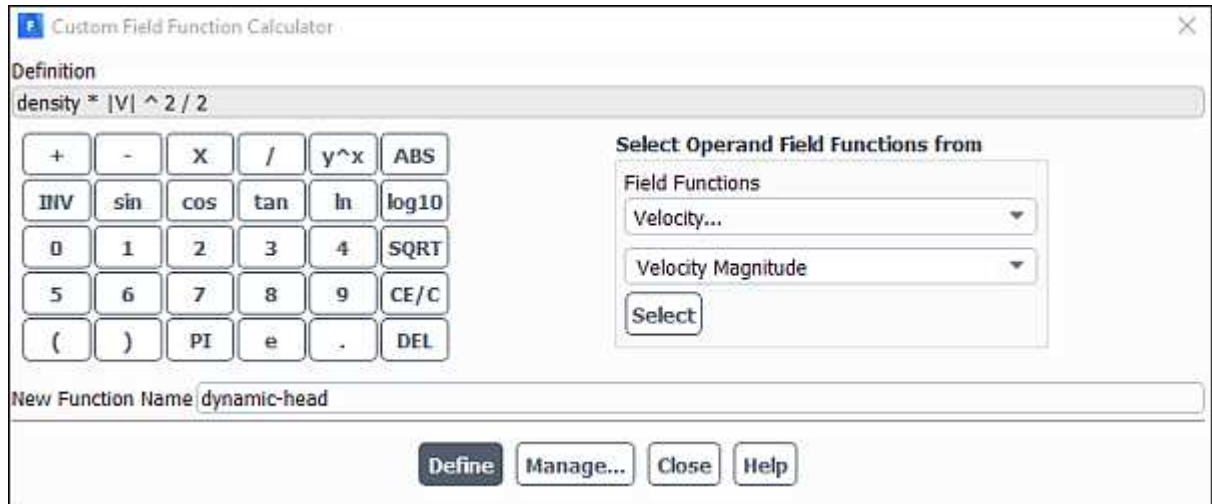 F Custom Field Function Calculator
Definition
density * |V| ^ 2 / 2
+ - X / y^x ABS
INV sin cos tan ln log10
0 1 2 3 4 SQRT
5 6 7 8 9 CE/C
( ) PI e . DEL
Select Operand Field Functions from
Field Functions
Velocity...
Velocity Magnitude
Select
New Function Name dynamic-head
Define Manage... Close Help